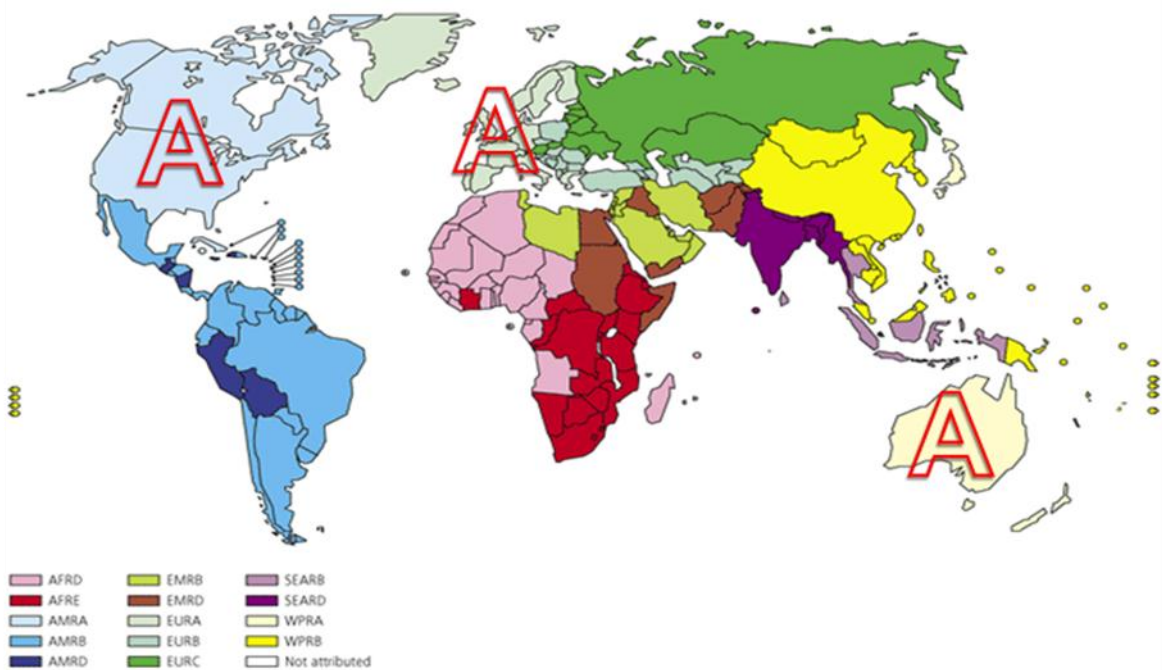 A
A
A
AFRD
AFRE
AMRA
AMRB
AMRD
EMRB
EMRD
EURA
EURB
EURC
SEARB
SEARD
WPRA
WPRB
Not attributed